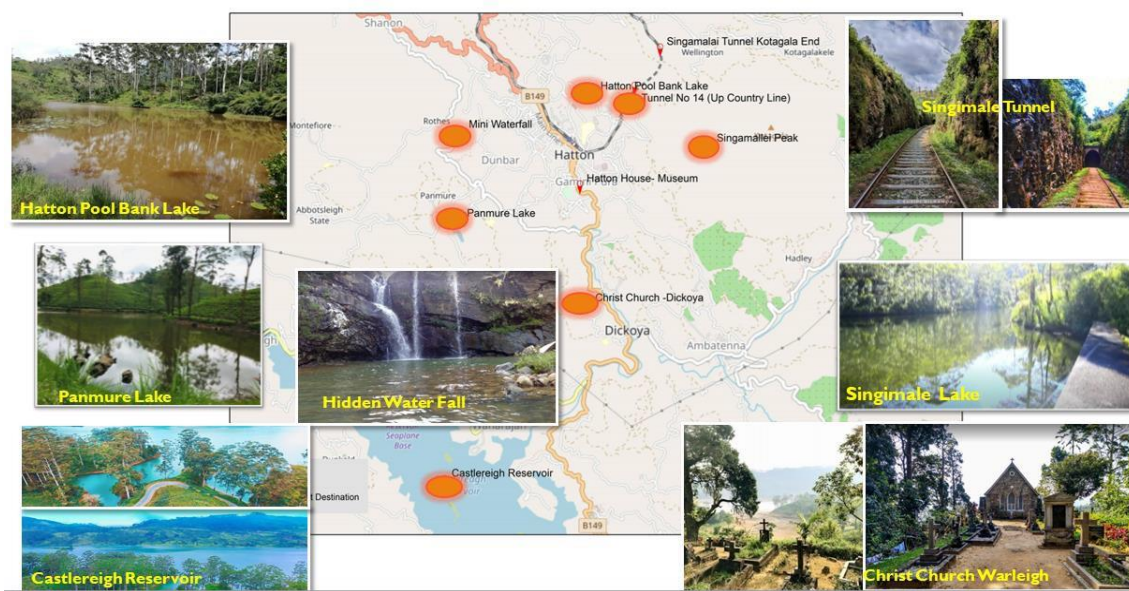 Shanon
Singamalai Tunnel Kotagala End
Wellington
Kotagalakele
Hatton Pool Bank Lake
B149
Tunnel No 14 (Up Country Line)
Singimale Tunnel
Mini Waterfall
Rothes
Montefiore
Main Line
Singamallei Peak
Dunbar
Hatton
Hatton House- Museum
Panmure
Hatton Pool Bank Lake
Abbotsleigh
State
Panmure Lake
Hadley
Christ Church -Dickoya
Dickoya
Ambatenna
Panmure Lake
Hidden Water Fall
Singimale Lake
Seaplane
Base
Castlereigh Reservoir
t Destination
B149
Castlereigh Reservoir
Christ Church Warleigh